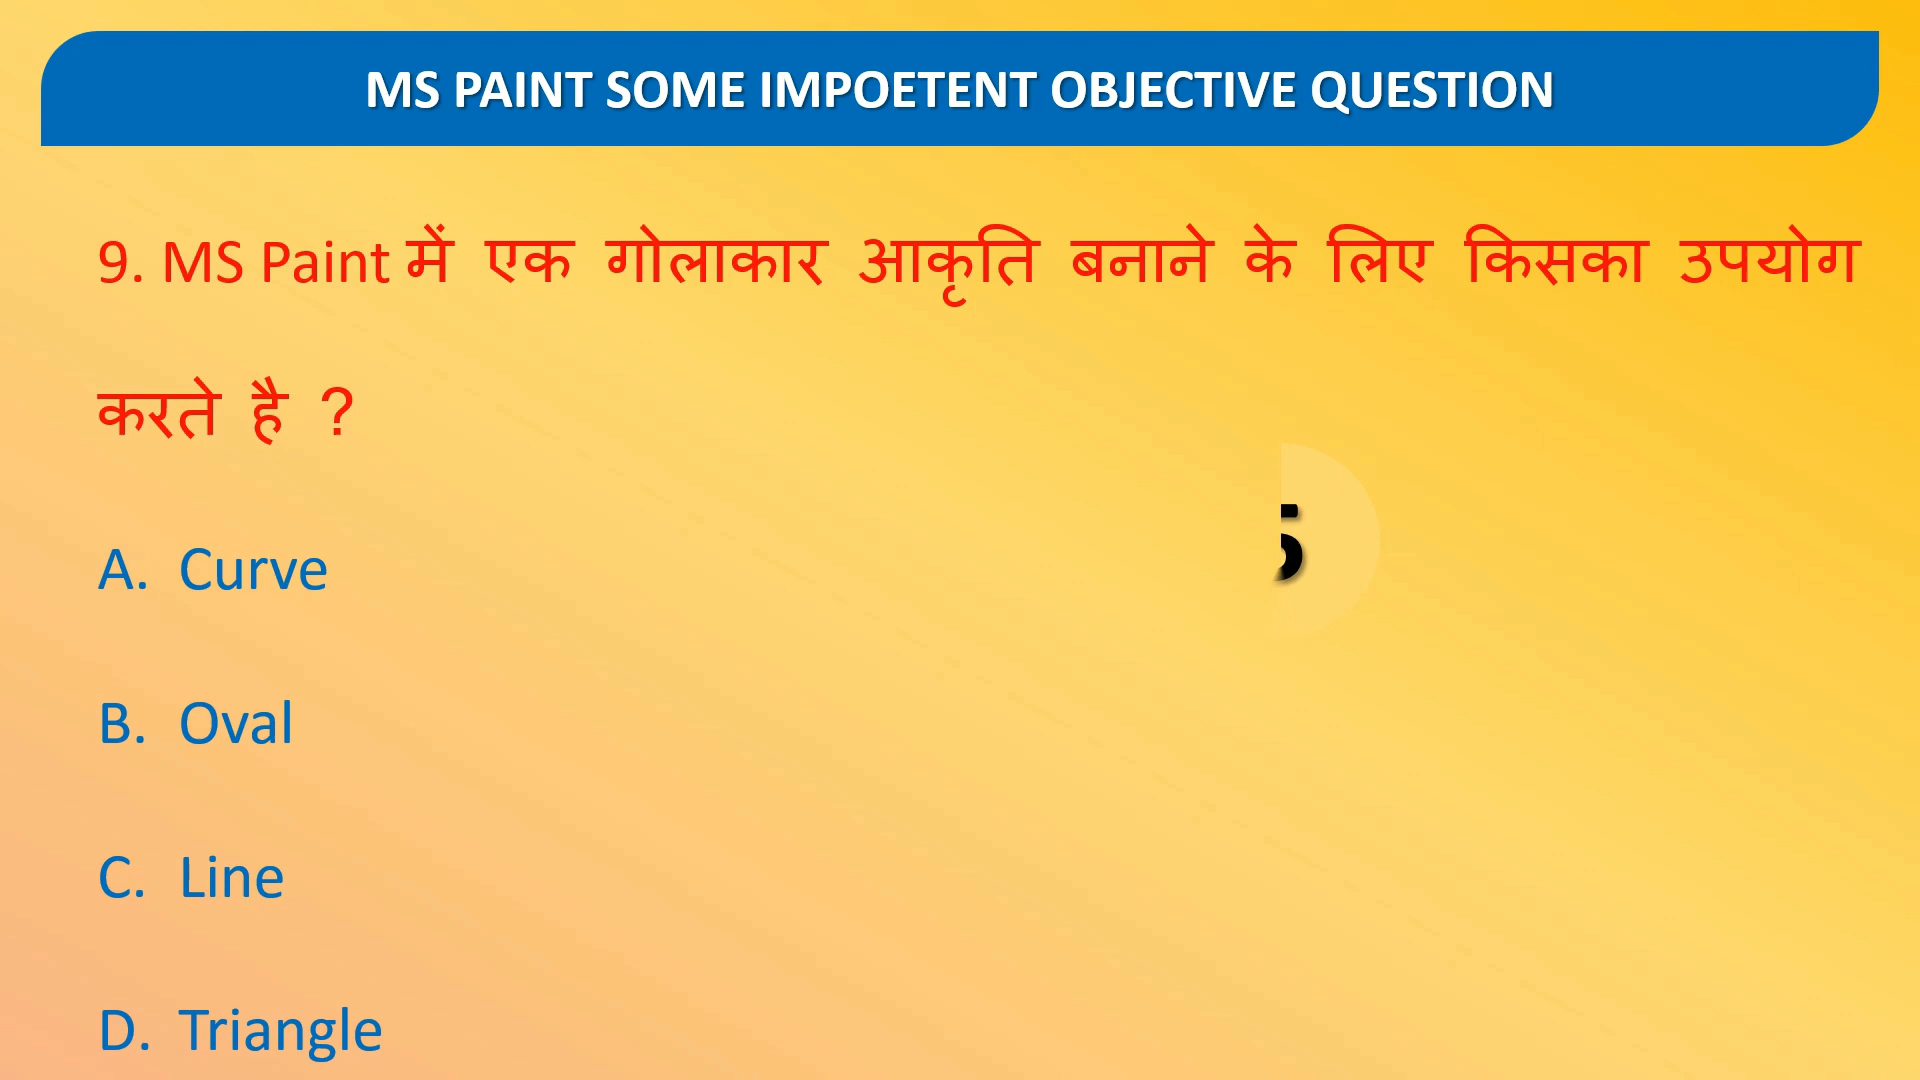 MS PAINT SOME IMPOETENT OBJECTIVE QUESTION
9. MS Paint में एक गोलाकार आकृति बनाने के लिए किसका उपयोग
करते है ?
5
A. Curve
B. Oval
C. Line
D. Triangle